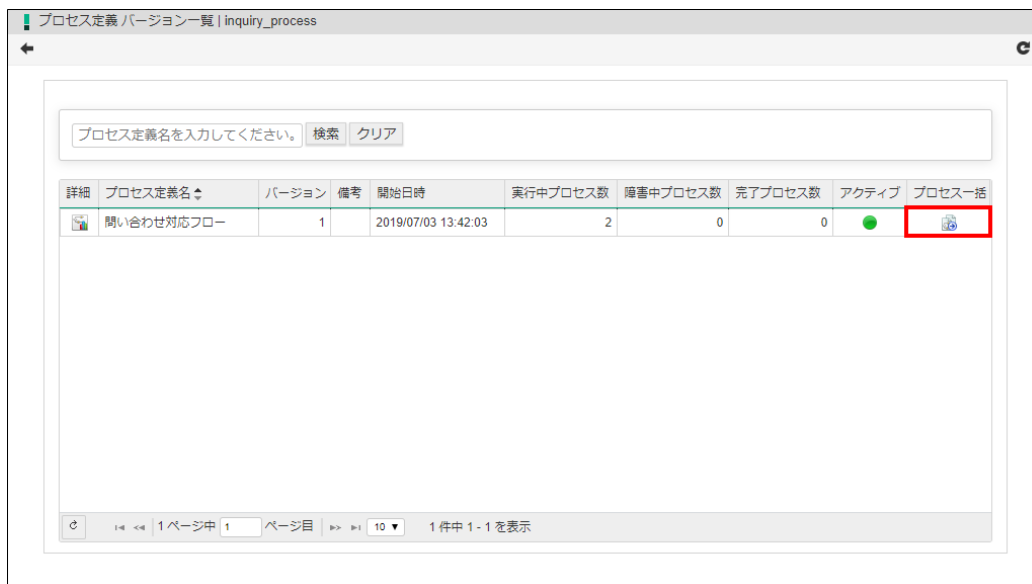 プロセス定義 バージョン一覧 | inquiry_process
プロセス定義名を入力してください。 検索 クリア
詳細 プロセス定義名 バージョン 備考 開始日時 実行中プロセス数 障害中プロセス数 完了プロセス数 アクティブ プロセス一括
問い合わせ対応フロー 1 2019/07/03 13:42:03 2 0 0
1 ページ中 1 ページ目 10 1 件中 1 - 1 を表示